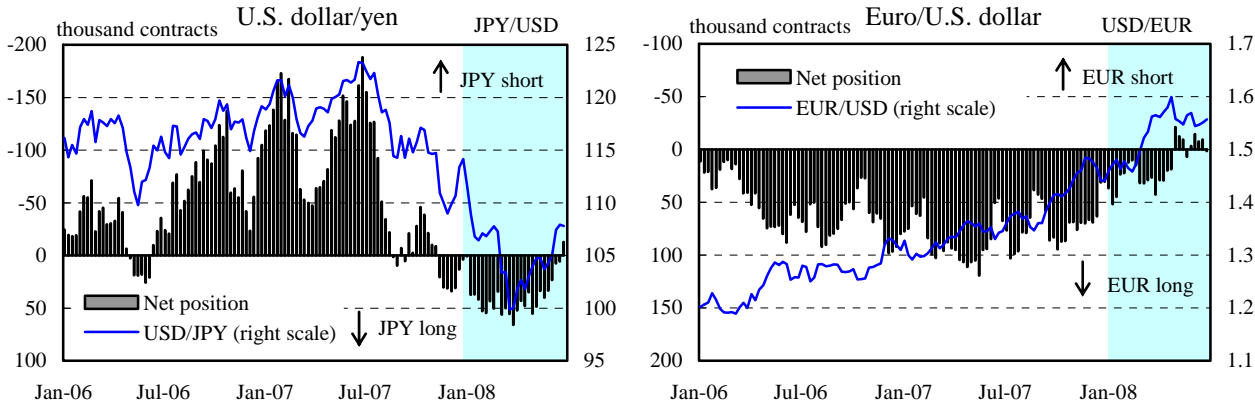 U.S. dollar/yen
thousand contracts
JPY/USD
-200
-150
-100
-50
0
50
100
125
120
115
110
105
100
95
JPY short
Net position
USD/JPY (right scale)
JPY long
Jan-06
Jul-06
Jan-07
Jul-07
Jan-08
Euro/U.S. dollar
thousand contracts
USD/EUR
-100
-50
0
50
100
150
200
1.7
1.6
1.5
1.4
1.3
1.2
1.1
Net position
EUR/USD (right scale)
EUR short
EUR long
Jan-06
Jul-06
Jan-07
Jul-07
Jan-08